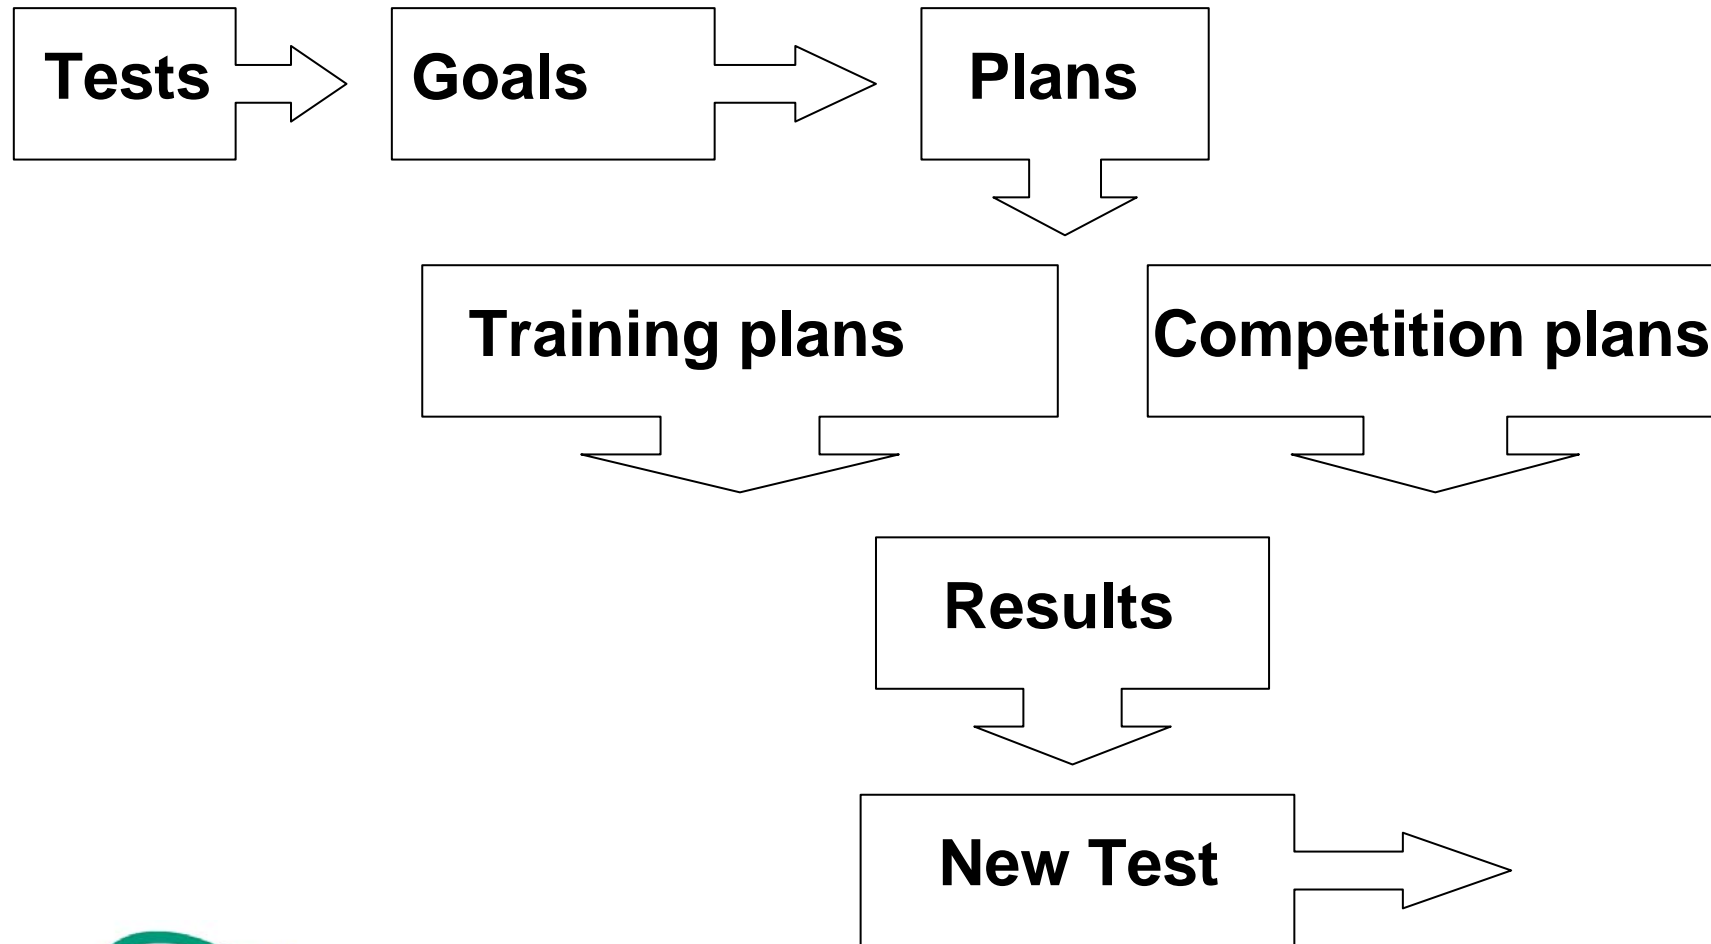 Tests
Goals
Plans
Training plans
Competition plans
Results
New Test